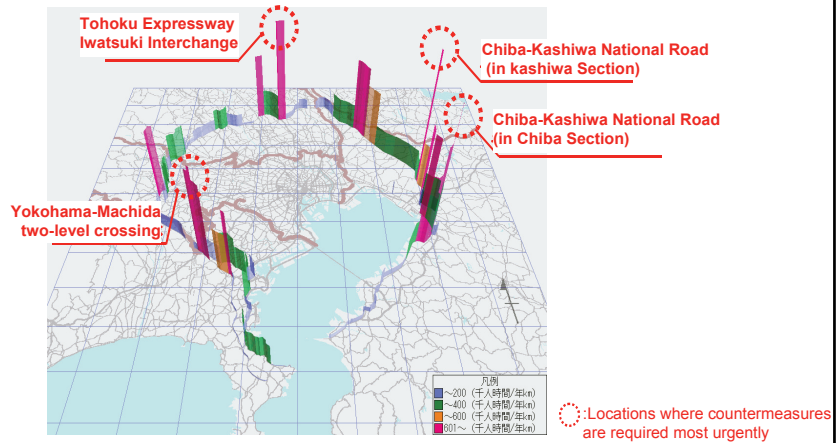 Tohoku Expressway
Iwatsuki Interchange
Chiba-Kashiwa National Road
(in kashiwa Section)
Chiba-Kashiwa National Road
(in Chiba Section)
Yokohama-Machida
two-level crossing
凡例
～200 (千人時間/年km)
～400 (千人時間/年km)
～600 (千人時間/年km)
601～ (千人時間/年km)
:Locations where countermeasures
are required most urgently